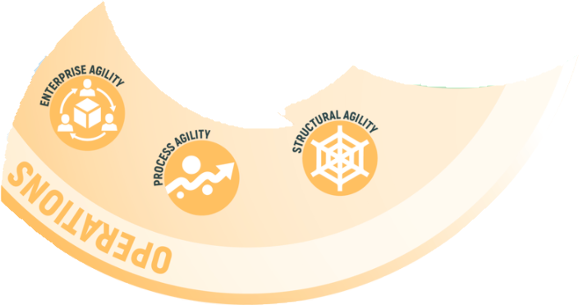 ENTERPRISE AGILITY
PROCESS AGILITY
STRUCTURAL AGILITY
OPERATIONS